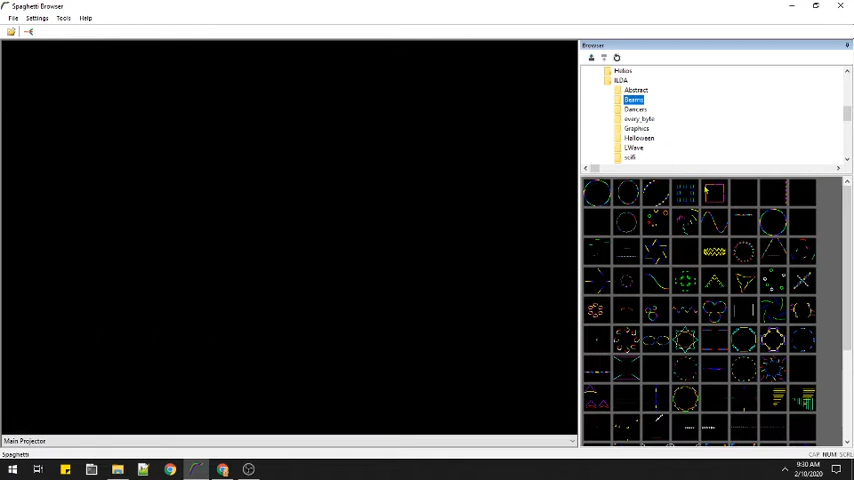 Spaghetti Browser
File Settings Tools Help
Browser
Helios
ILDA
Abstract
Beams
Dancers
every_byte
Graphics
Halloween
LWave
scifi
Main Projector
Spaghetti
CAP NUM SCRL
9:30 AM
2/10/2020